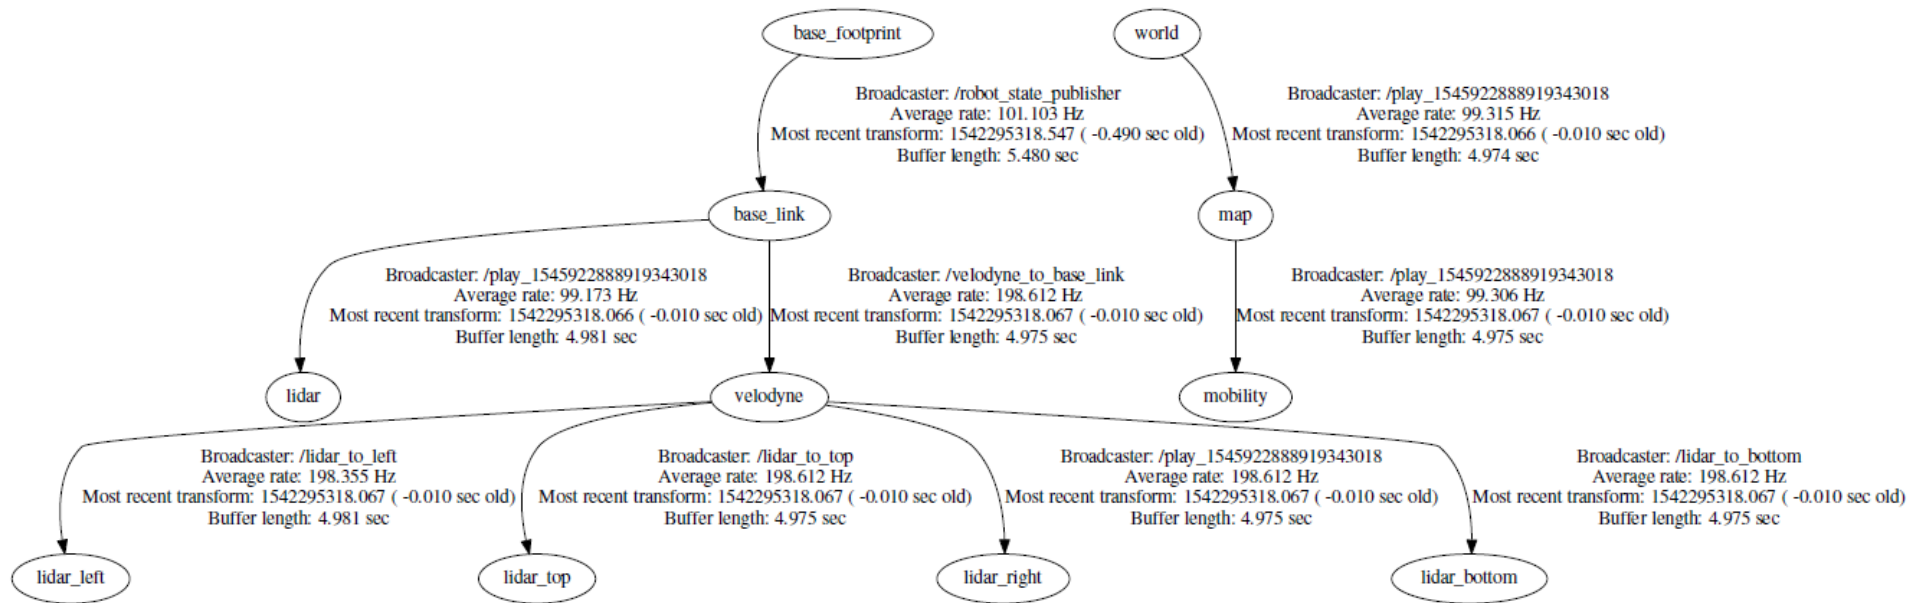 base_footprint
world
Broadcaster: /robot_state_publisher
Average rate: 101.103 Hz
Most recent transform: 1542295318.547 ( -0.490 sec old)
Buffer length: 5.480 sec
Broadcaster: /play_1545922888919343018
Average rate: 99.315 Hz
Most recent transform: 1542295318.066 ( -0.010 sec old)
Buffer length: 4.974 sec
base_link
map
Broadcaster: /play_1545922888919343018
Average rate: 99.173 Hz
Most recent transform: 1542295318.066 ( -0.010 sec old)
Buffer length: 4.981 sec
Broadcaster: /velodyne_to_base_link
Average rate: 198.612 Hz
Most recent transform: 1542295318.067 ( -0.010 sec old)
Buffer length: 4.975 sec
Broadcaster: /play_1545922888919343018
Average rate: 99.306 Hz
Most recent transform: 1542295318.067 ( -0.010 sec old)
Buffer length: 4.975 sec
lidar
velodyne
mobility
Broadcaster: /lidar_to_left
Average rate: 198.355 Hz
Most recent transform: 1542295318.067 ( -0.010 sec old)
Buffer length: 4.981 sec
Broadcaster: /lidar_to_top
Average rate: 198.612 Hz
Most recent transform: 1542295318.067 ( -0.010 sec old)
Buffer length: 4.975 sec
Broadcaster: /play_1545922888919343018
Average rate: 198.612 Hz
Most recent transform: 1542295318.067 ( -0.010 sec old)
Buffer length: 4.975 sec
Broadcaster: /lidar_to_bottom
Average rate: 198.612 Hz
Most recent transform: 1542295318.067 ( -0.010 sec old)
Buffer length: 4.975 sec
lidar_left
lidar_top
lidar_right
lidar_bottom